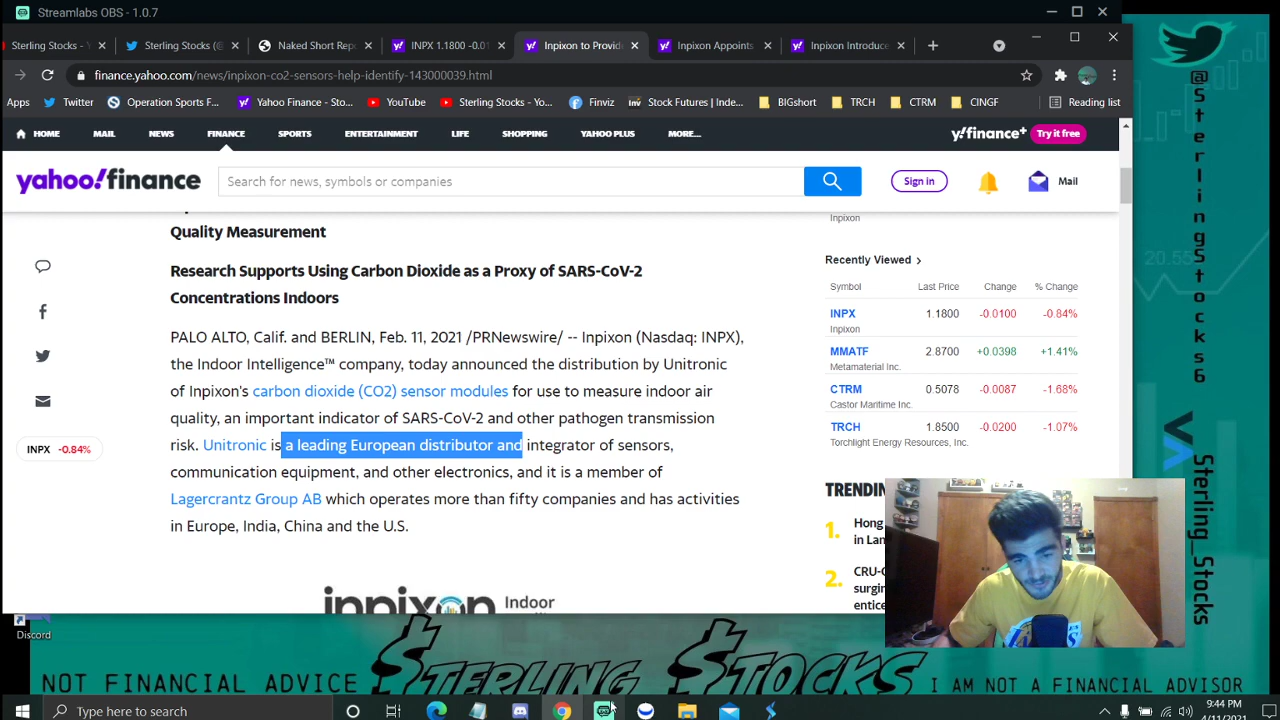 Streamlabs OBS - 1.0.7
Sterling Stocks - Y
Sterling Stocks (@
Naked Short Rep
INPX 1.1800 -0.01
Inpixon to Provid
Inpixon Appoints
Inpixon Introduce
finance.yahoo.com/news/inpixon-co2-sensors-help-identify-143000039.html
Apps
Twitter
Operation Sports F...
Yahoo Finance - Sto...
YouTube
Sterling Stocks - Yo...
Finviz
Stock Futures | Inde...
BIGshort
TRCH
CTRM
CINGF
Reading list
HOME
MAIL
NEWS
FINANCE
SPORTS
ENTERTAINMENT
LIFE
SHOPPING
YAHOO PLUS
MORE...
y!finance+
Try it free
yahoo!finance
Search for news, symbols or companies
Sign in
Mail
Quality Measurement
Research Supports Using Carbon Dioxide as a Proxy of SARS-CoV-2
Concentrations Indoors
PALO ALTO, Calif. and BERLIN, Feb. 11, 2021 /PRNewswire/ -- Inpixon (Nasdaq: INPX),
the Indoor Intelligence™ company, today announced the distribution by Unitronic
of Inpixon's carbon dioxide (CO2) sensor modules for use to measure indoor air
quality, an important indicator of SARS-CoV-2 and other pathogen transmission
risk. Unitronic is a leading European distributor and integrator of sensors,
communication equipment, and other electronics, and it is a member of
Lagercrantz Group AB which operates more than fifty companies and has activities
in Europe, India, China and the U.S.
INPX -0.84%
inpixon Indoor
Inpixon
Recently Viewed
Symbol Last Price Change % Change
INPX 1.1800 -0.0100 -0.84%
Inpixon
MMATF 2.8700 +0.0398 +1.41%
Metamaterial Inc.
CTRM 0.5078 -0.0087 -1.68%
Castor Maritime Inc.
TRCH 1.8500 -0.0200 -1.07%
Torchlight Energy Resources, Inc.
TRENDIN
1. Hong
in Lan
2. CRU-
surgin
entice
@SterlingStocks6
Sterling_Stocks
Discord
NOT FINANCIAL ADVICE
$terling $tocks
I AM NOT A FINANCIAL ADVISOR
Type here to search
9:44 PM